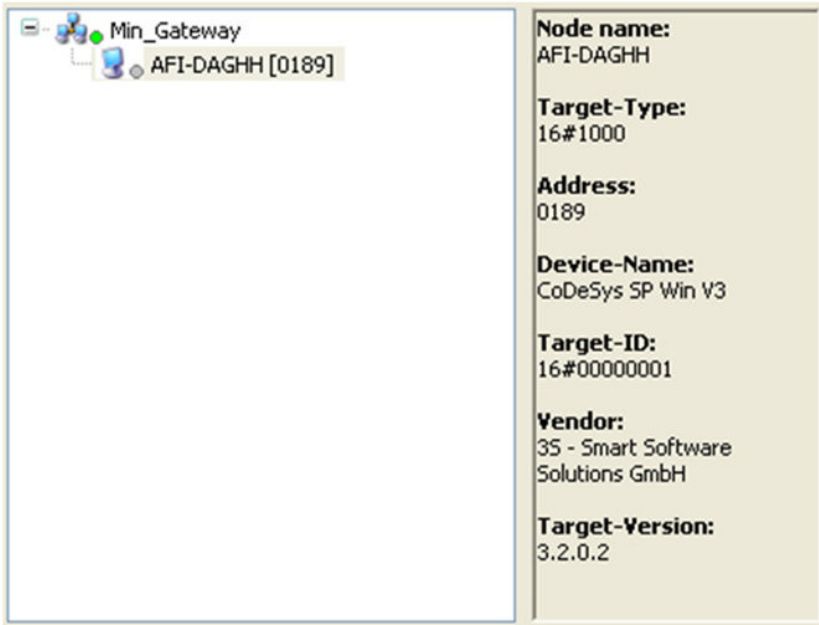 Min_Gateway
AFI-DAGHH [0189]
Node name:
AFI-DAGHH
Target-Type:
16#1000
Address:
0189
Device-Name:
CoDeSys SP Win V3
Target-ID:
16#00000001
Vendor:
3S - Smart Software
Solutions GmbH
Target-Version:
3.2.0.2